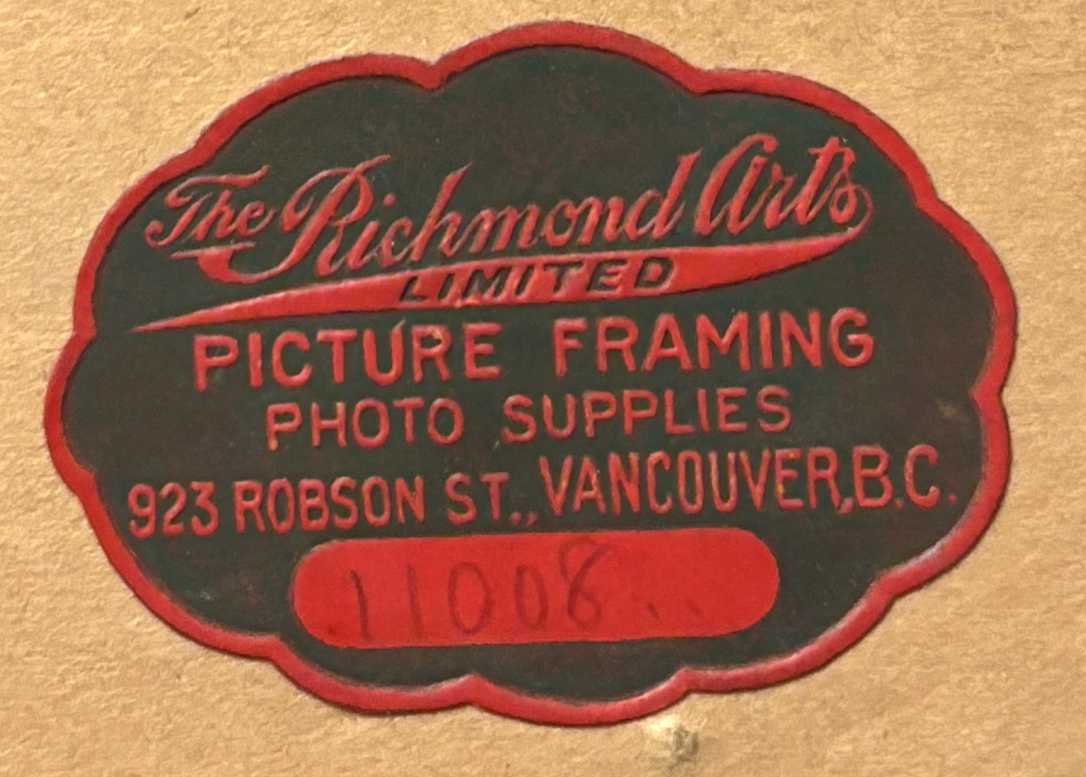 The Richmond Arts
LIMITED
PICTURE FRAMING
PHOTO SUPPLIES
923 ROBSON ST., VANCOUVER, B.C.
11008